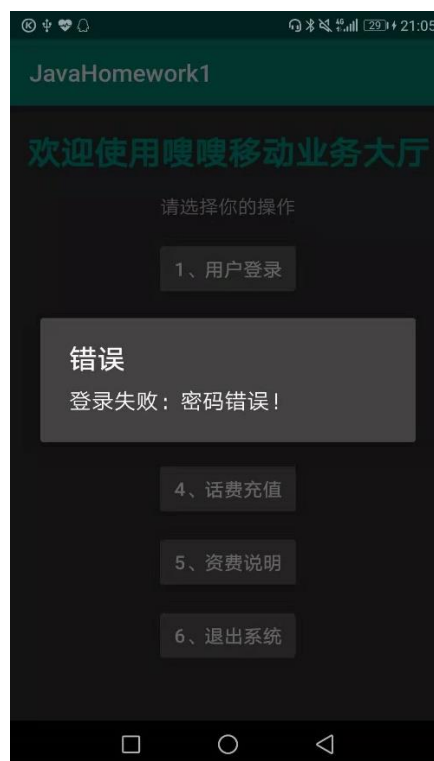 29 21:05
JavaHomework1
欢迎使用嗖嗖移动业务大厅
请选择你的操作
1、用户登录
错误
登录失败：密码错误！
4、话费充值
5、资费说明
6、退出系统